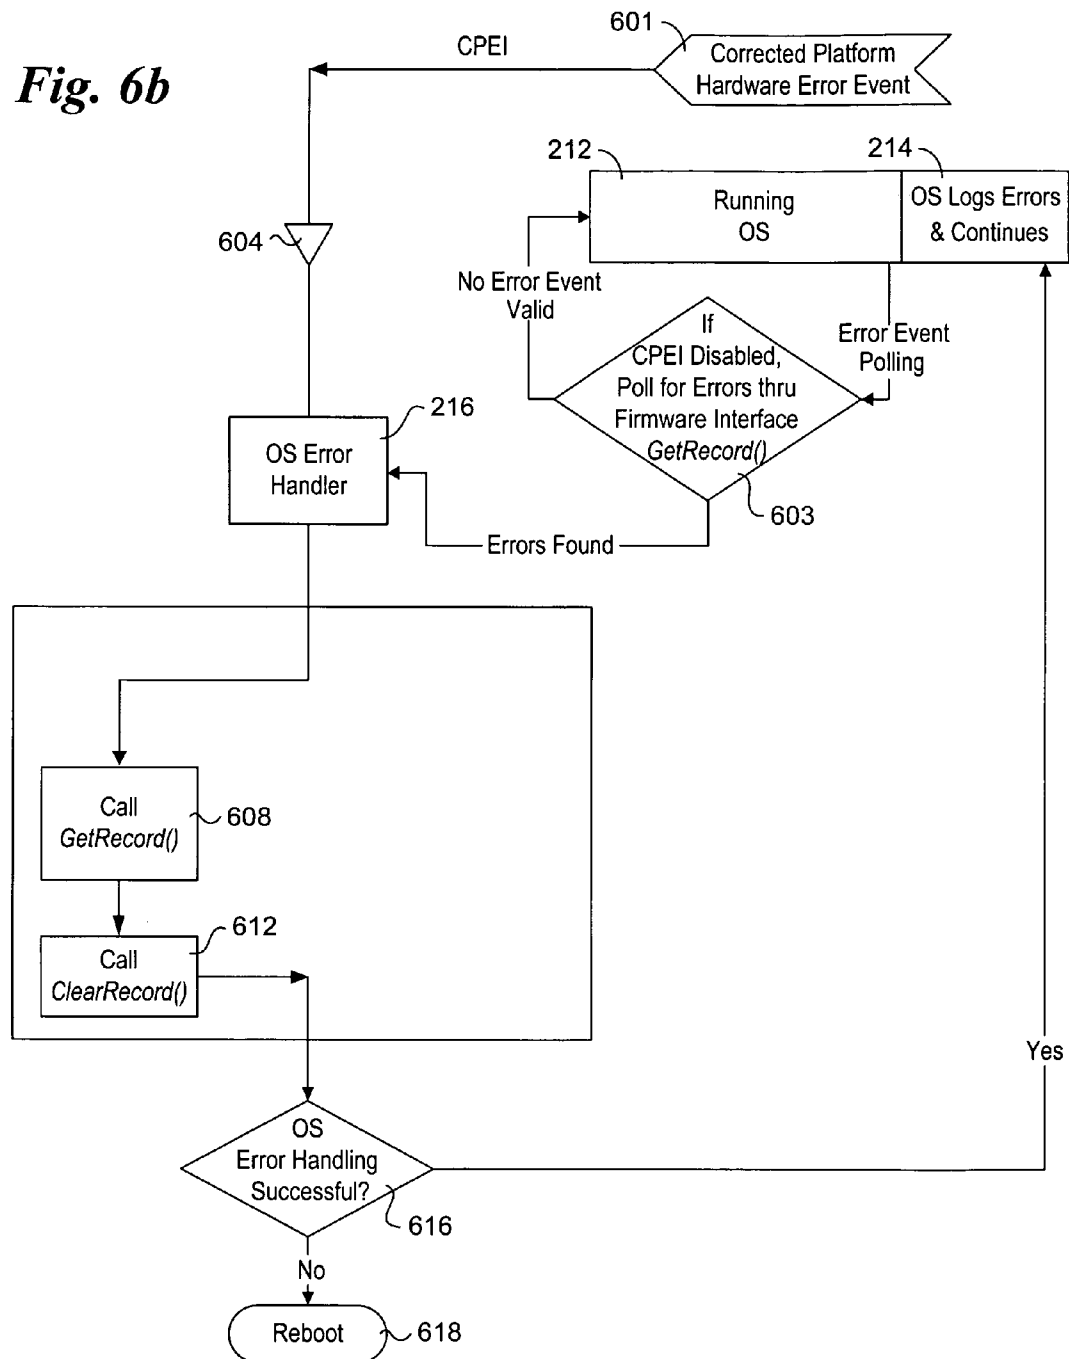 Fig. 6b
CPEI
601
Corrected Platform
Hardware Error Event
212
214
Running
OS
OS Logs Errors
& Continues
604
No Error Event
Valid
Error Event
Polling
If
CPEI Disabled,
Poll for Errors thru
Firmware Interface
GetRecord()
603
216
OS Error
Handler
Errors Found
Call
GetRecord()
608
612
Call
ClearRecord()
Yes
OS
Error Handling
Successful?
616
No
Reboot
618